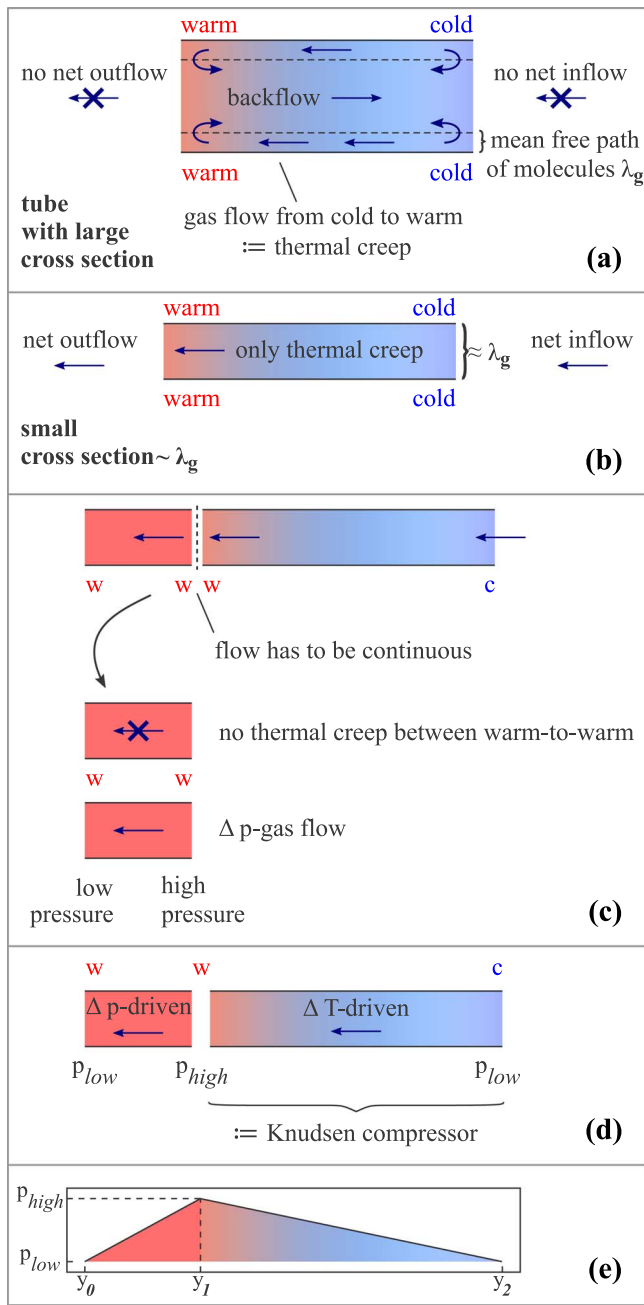 warm cold
no net outflow
no net inflow
backflow
mean free path
of molecules λg
warm cold
tube
with large
cross section
gas flow from cold to warm
:= thermal creep
(a)
warm cold
net outflow
only thermal creep
≈ λg
net inflow
warm cold
small
cross section~ λg
(b)
w w w c
flow has to be continuous
no thermal creep between warm-to-warm
w w
Δ p-gas flow
low
pressure
high
pressure
(c)
w w c
Δ p-driven Δ T-driven
plow phigh plow
:= Knudsen compressor
(d)
phigh
plow
y0 y1 y2
(e)